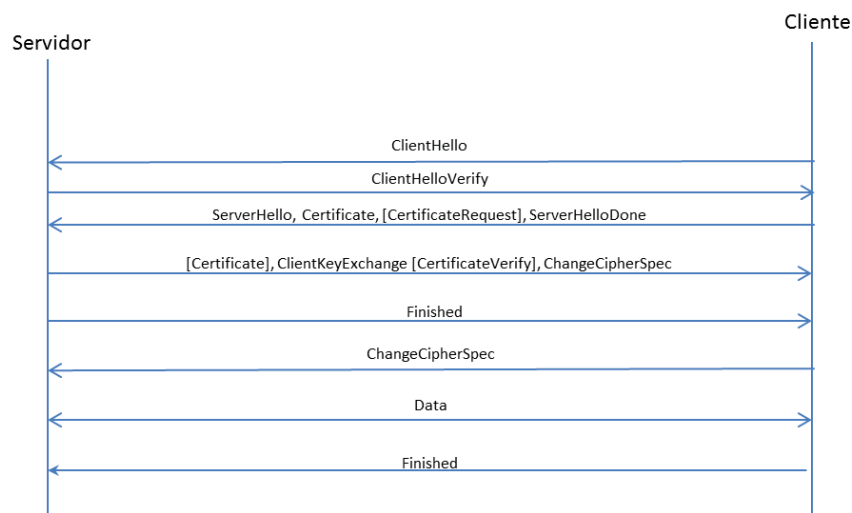 Cliente
Servidor
ClientHello
ClientHelloVerify
ServerHello, Certificate, [CertificateRequest], ServerHelloDone
[Certificate], ClientKeyExchange [CertificateVerify], ChangeCipherSpec
Finished
ChangeCipherSpec
Data
Finished